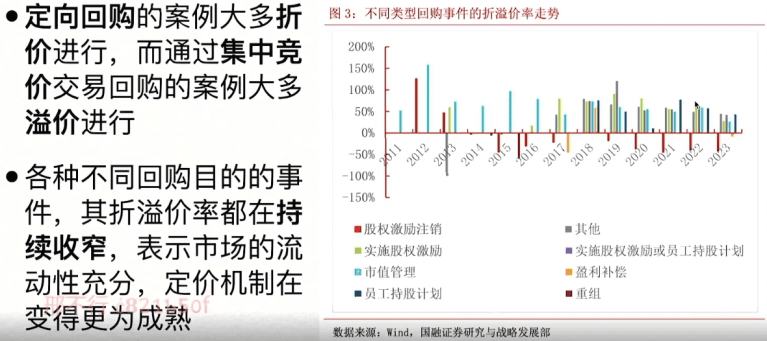 ●定向回购的案例大多折
价进行，而通过集中竞
价交易回购的案例大多
溢价进行
●各种不同回购目的的事
件，其折溢价率都在持
续收窄，表示市场的流
动性充分，定价机制在
变得更为成熟
图 3：不同类型回购事件的折溢价率走势
200%
150%
100%
50%
0%
-50%
-100%
-150%
2011 2012 2013 2014 2015 2016 2017 2018 2019 2020 2021 2022 2023
股权激励注销 其他
实施股权激励 实施股权激励或员工持股计划
市值管理 盈利补偿
员工持股计划 重组
数据来源：Wind，国融证券研究与战略发展部